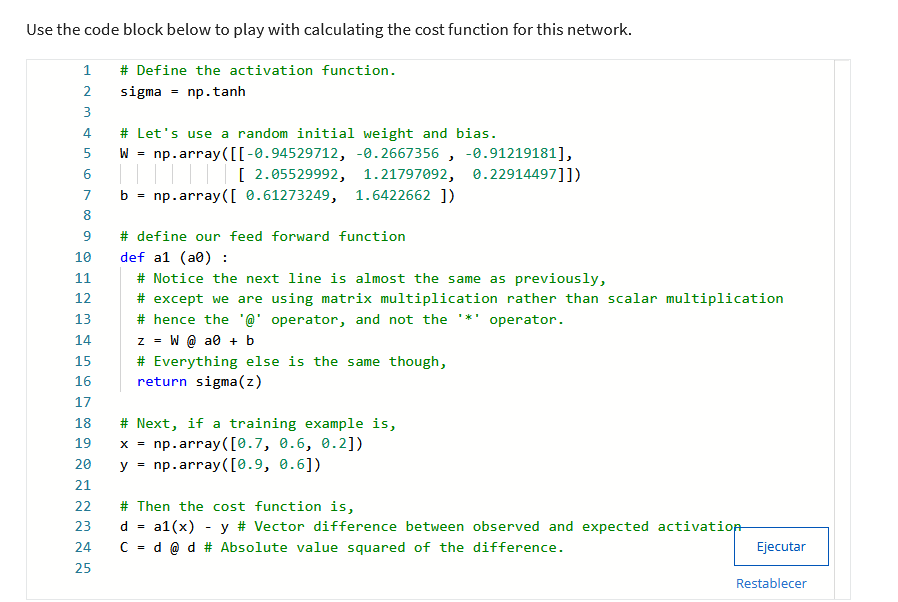 Use the code block below to play with calculating the cost function for this network.
1 # Define the activation function.
2 sigma = np.tanh
3
4 # Let's use a random initial weight and bias.
5 W = np.array([[-0.94529712, -0.2667356 , -0.91219181],
6 [ 2.05529992, 1.21797092, 0.22914497]])
7 b = np.array([ 0.61273249, 1.6422662 ])
8
9 # define our feed forward function
10 def a1 (a0) :
11 # Notice the next line is almost the same as previously,
12 # except we are using matrix multiplication rather than scalar multiplication
13 # hence the '@' operator, and not the '*' operator.
14 z = W @ a0 + b
15 # Everything else is the same though,
16 return sigma(z)
17
18 # Next, if a training example is,
19 x = np.array([0.7, 0.6, 0.2])
20 y = np.array([0.9, 0.6])
21
22 # Then the cost function is,
23 d = a1(x) - y # Vector difference between observed and expected activation
24 C = d @ d # Absolute value squared of the difference.
25
Ejecutar
Restablecer